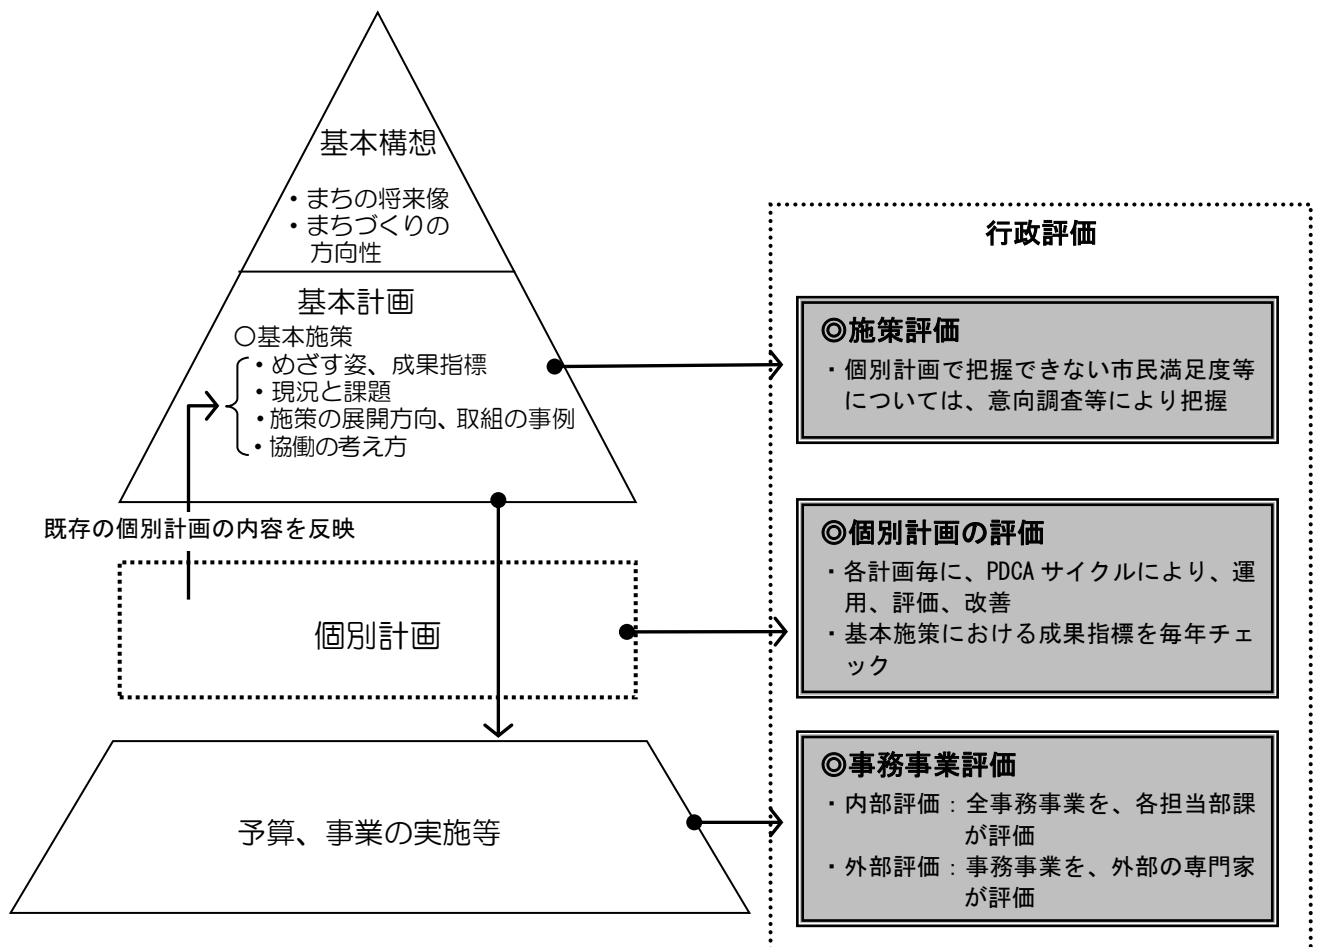 基本構想
・まちの将来像
・まちづくりの
方向性
基本計画
〇基本施策
・めざす姿、成果指標
・現況と課題
・施策の展開方向、取組の事例
・協働の考え方
既存の個別計画の内容を反映
個別計画
予算、事業の実施等
行政評価
◎施策評価
・個別計画で把握できない市民満足度等
については、意向調査等により把握
◎個別計画の評価
・各計画毎に、PDCAサイクルにより、運
用、評価、改善
・基本施策における成果指標を毎年チェ
ック
◎事務事業評価
・内部評価：全事務事業を、各担当部課
が評価
・外部評価：事務事業を、外部の専門家
が評価